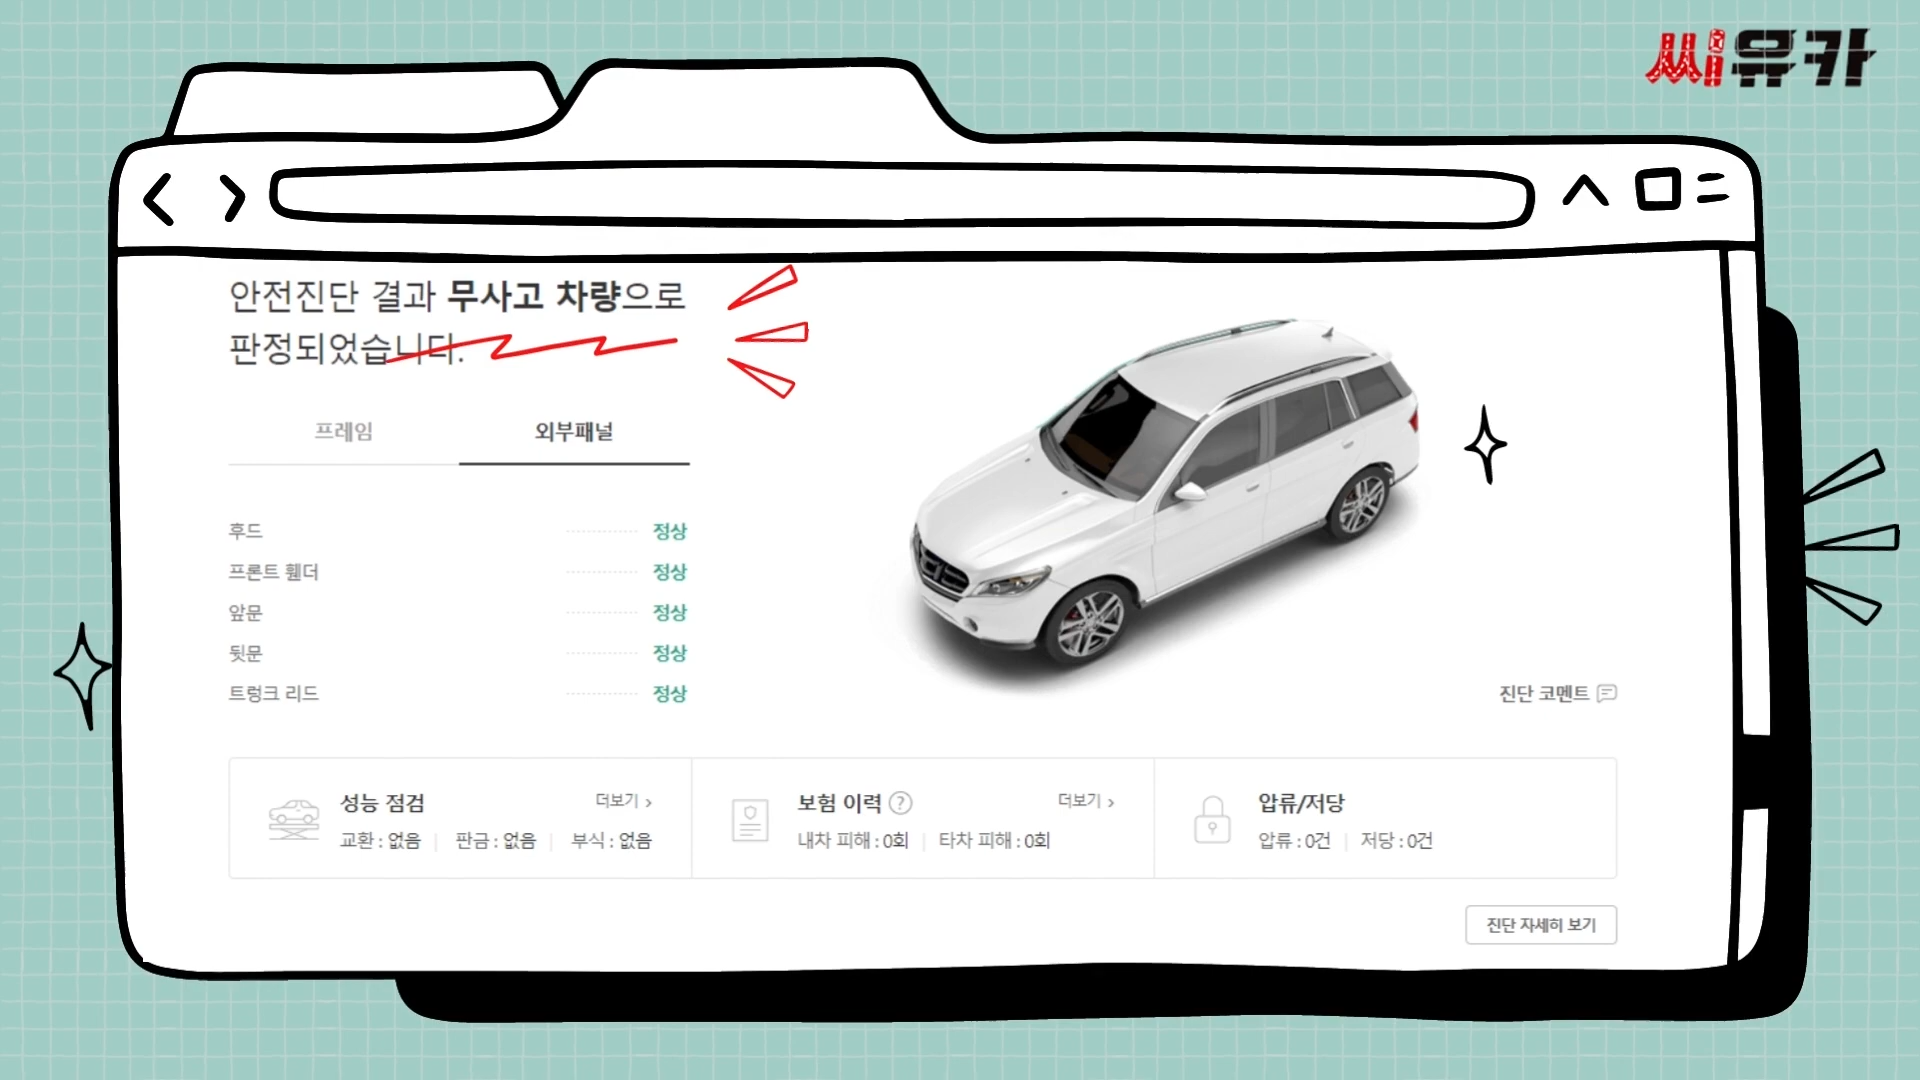 씨유카
안전진단 결과 무사고 차량으로
판정되었습니다.
프레임 외부패널
후드 정상
프론트 휀더 정상
앞문 정상
뒷문 정상
트렁크 리드 정상
진단 코멘트
성능 점검 더보기 >
교환 : 없음 | 판금 : 없음 | 부식 : 없음
보험 이력 ? 더보기 >
내차 피해 : 0회 | 타차 피해 : 0회
압류/저당
압류 : 0건 | 저당 : 0건
진단 자세히 보기